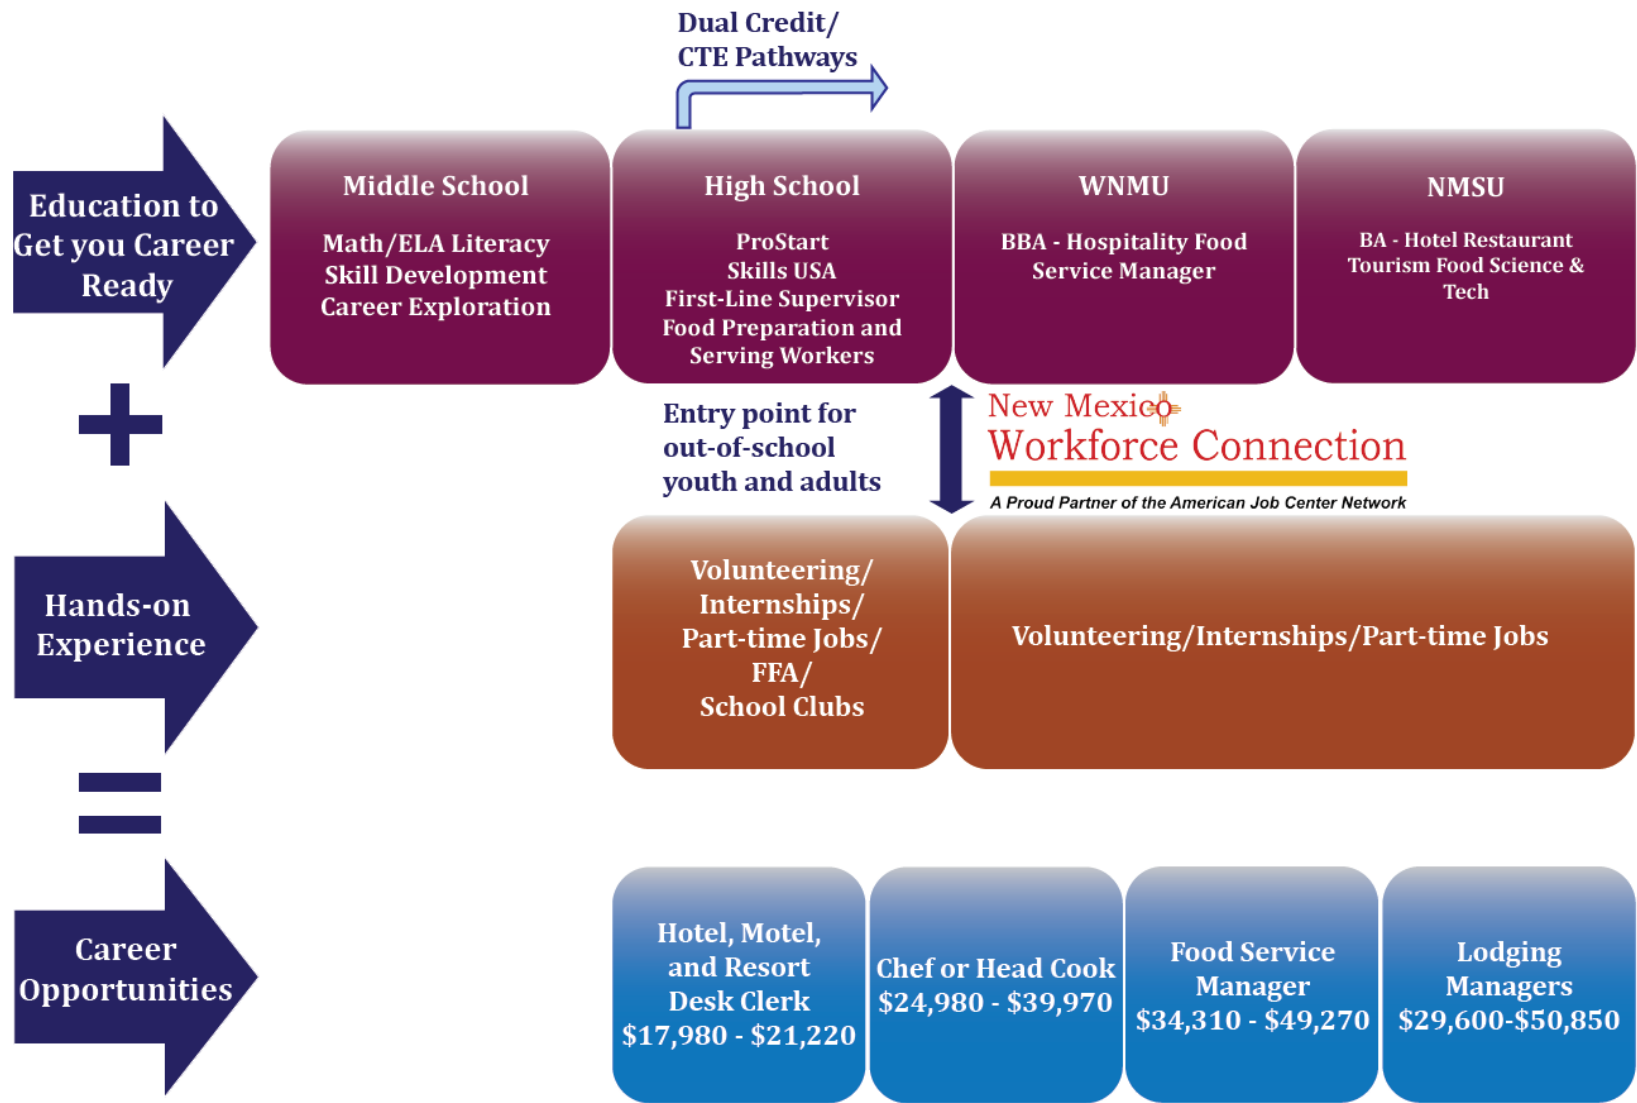 Dual Credit/
CTE Pathways
Education to
Get you Career
Ready
Middle School
Math/ELA Literacy
Skill Development
Career Exploration
High School
ProStart
Skills USA
First-Line Supervisor
Food Preparation and
Serving Workers
WNMU
BBA - Hospitality Food
Service Manager
NMSU
BA - Hotel Restaurant
Tourism Food Science &
Tech
Entry point for
out-of-school
youth and adults
New Mexico
Workforce Connection
A Proud Partner of the American Job Center Network
Hands-on
Experience
Volunteering/
Internships/
Part-time Jobs/
FFA/
School Clubs
Volunteering/Internships/Part-time Jobs
Career
Opportunities
Hotel, Motel,
and Resort
Desk Clerk
$17,980 - $21,220
Chef or Head Cook
$24,980 - $39,970
Food Service
Manager
$34,310 - $49,270
Lodging
Managers
$29,600-$50,850